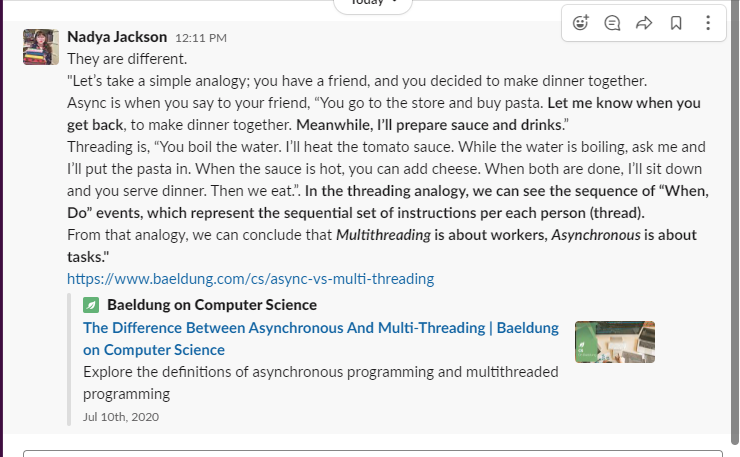 Today
Nadya Jackson 12:11 PM
They are different.
"Let’s take a simple analogy; you have a friend, and you decided to make dinner together.
Async is when you say to your friend, “You go to the store and buy pasta. Let me know when you
get back, to make dinner together. Meanwhile, I’ll prepare sauce and drinks.”
Threading is, “You boil the water. I’ll heat the tomato sauce. While the water is boiling, ask me and
I’ll put the pasta in. When the sauce is hot, you can add cheese. When both are done, I’ll sit down
and you serve dinner. Then we eat.”. In the threading analogy, we can see the sequence of “When,
Do” events, which represent the sequential set of instructions per each person (thread).
From that analogy, we can conclude that Multithreading is about workers, Asynchronous is about
tasks."
https://www.baeldung.com/cs/async-vs-multi-threading
Baeldung on Computer Science
The Difference Between Asynchronous And Multi-Threading | Baeldung
on Computer Science
Explore the definitions of asynchronous programming and multithreaded
programming
Jul 10th, 2020